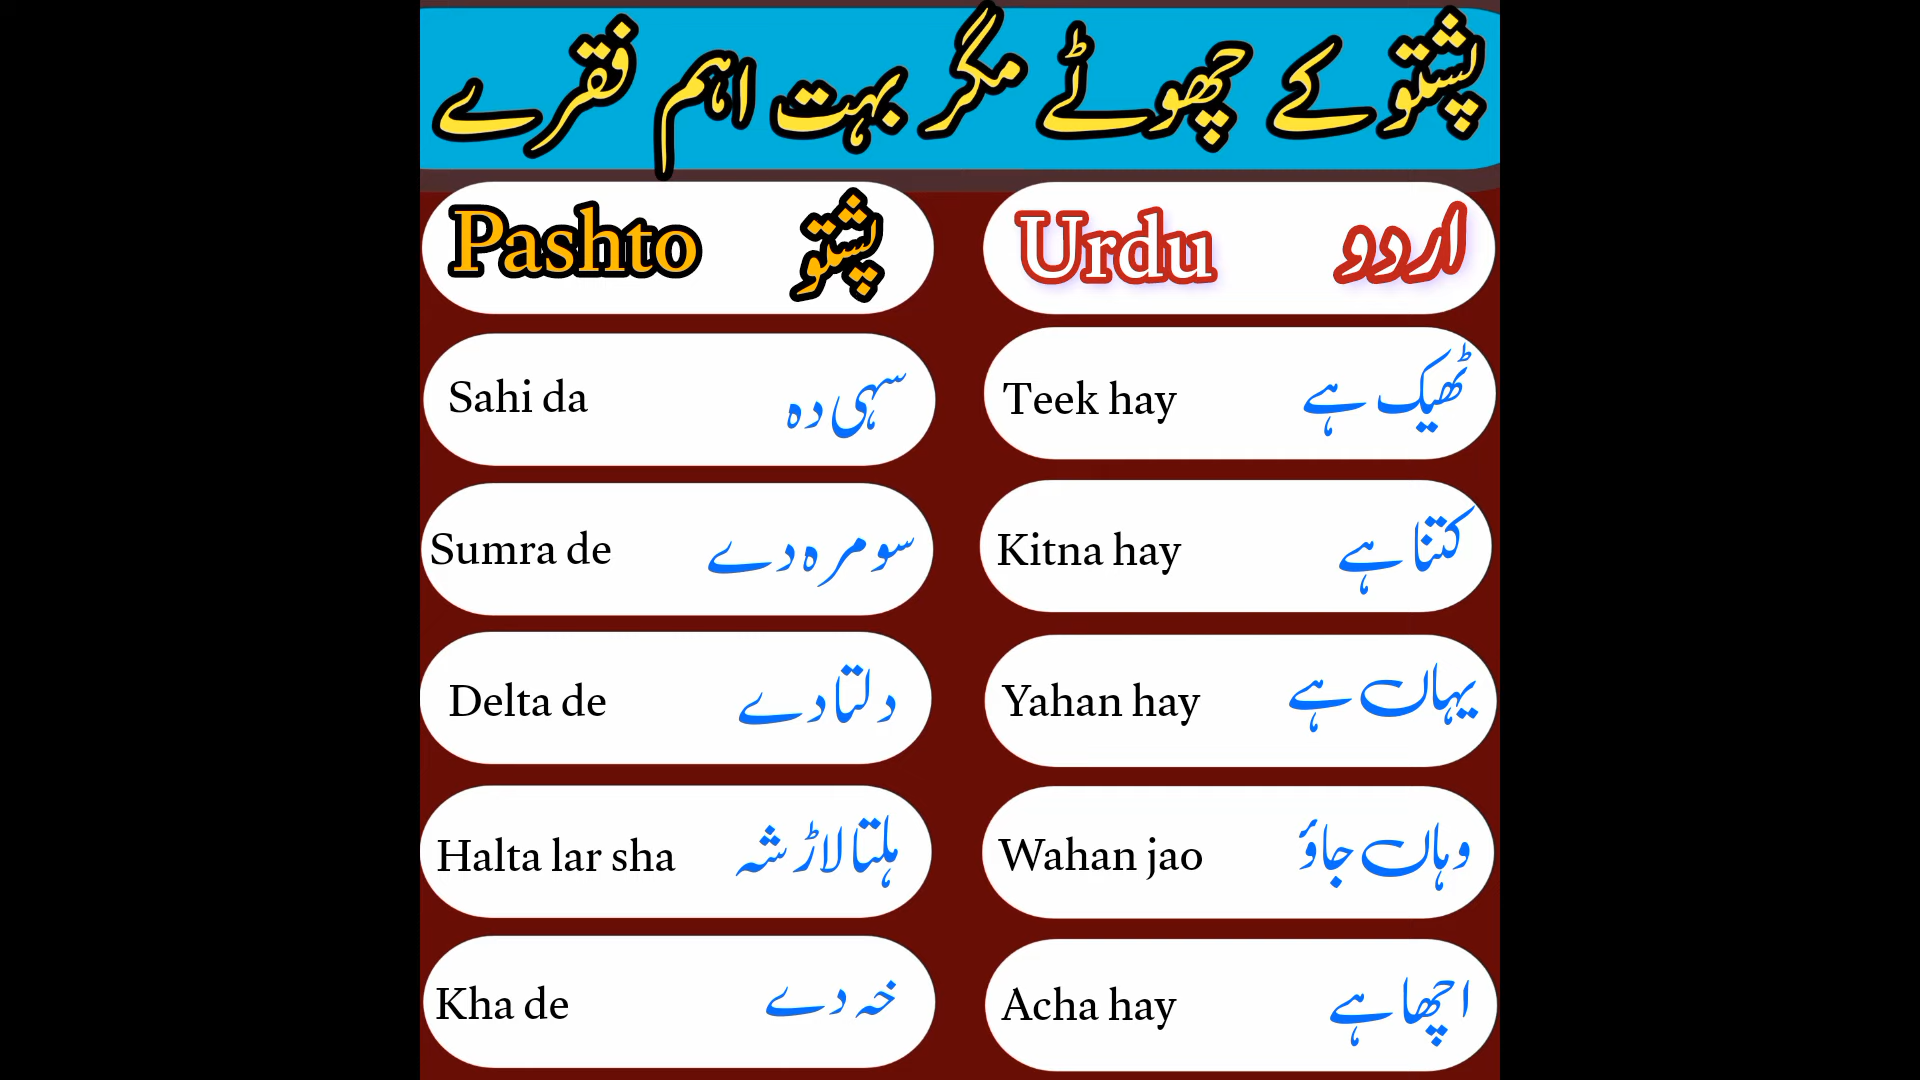 پشتو کے چھوٹے مگر بہت اہم فقرے
Pashto پشتو Urdu اردو
Sahi da سہی دہ Teek hay ٹھیک ہے
Sumra de سومرہ دے Kitna hay کتنا ہے
Delta de دلتا دے Yahan hay یہاں ہے
Halta lar sha ہلتا لاڑ شہ Wahan jao وہاں جاؤ
Kha de خہ دے Acha hay اچھا ہے